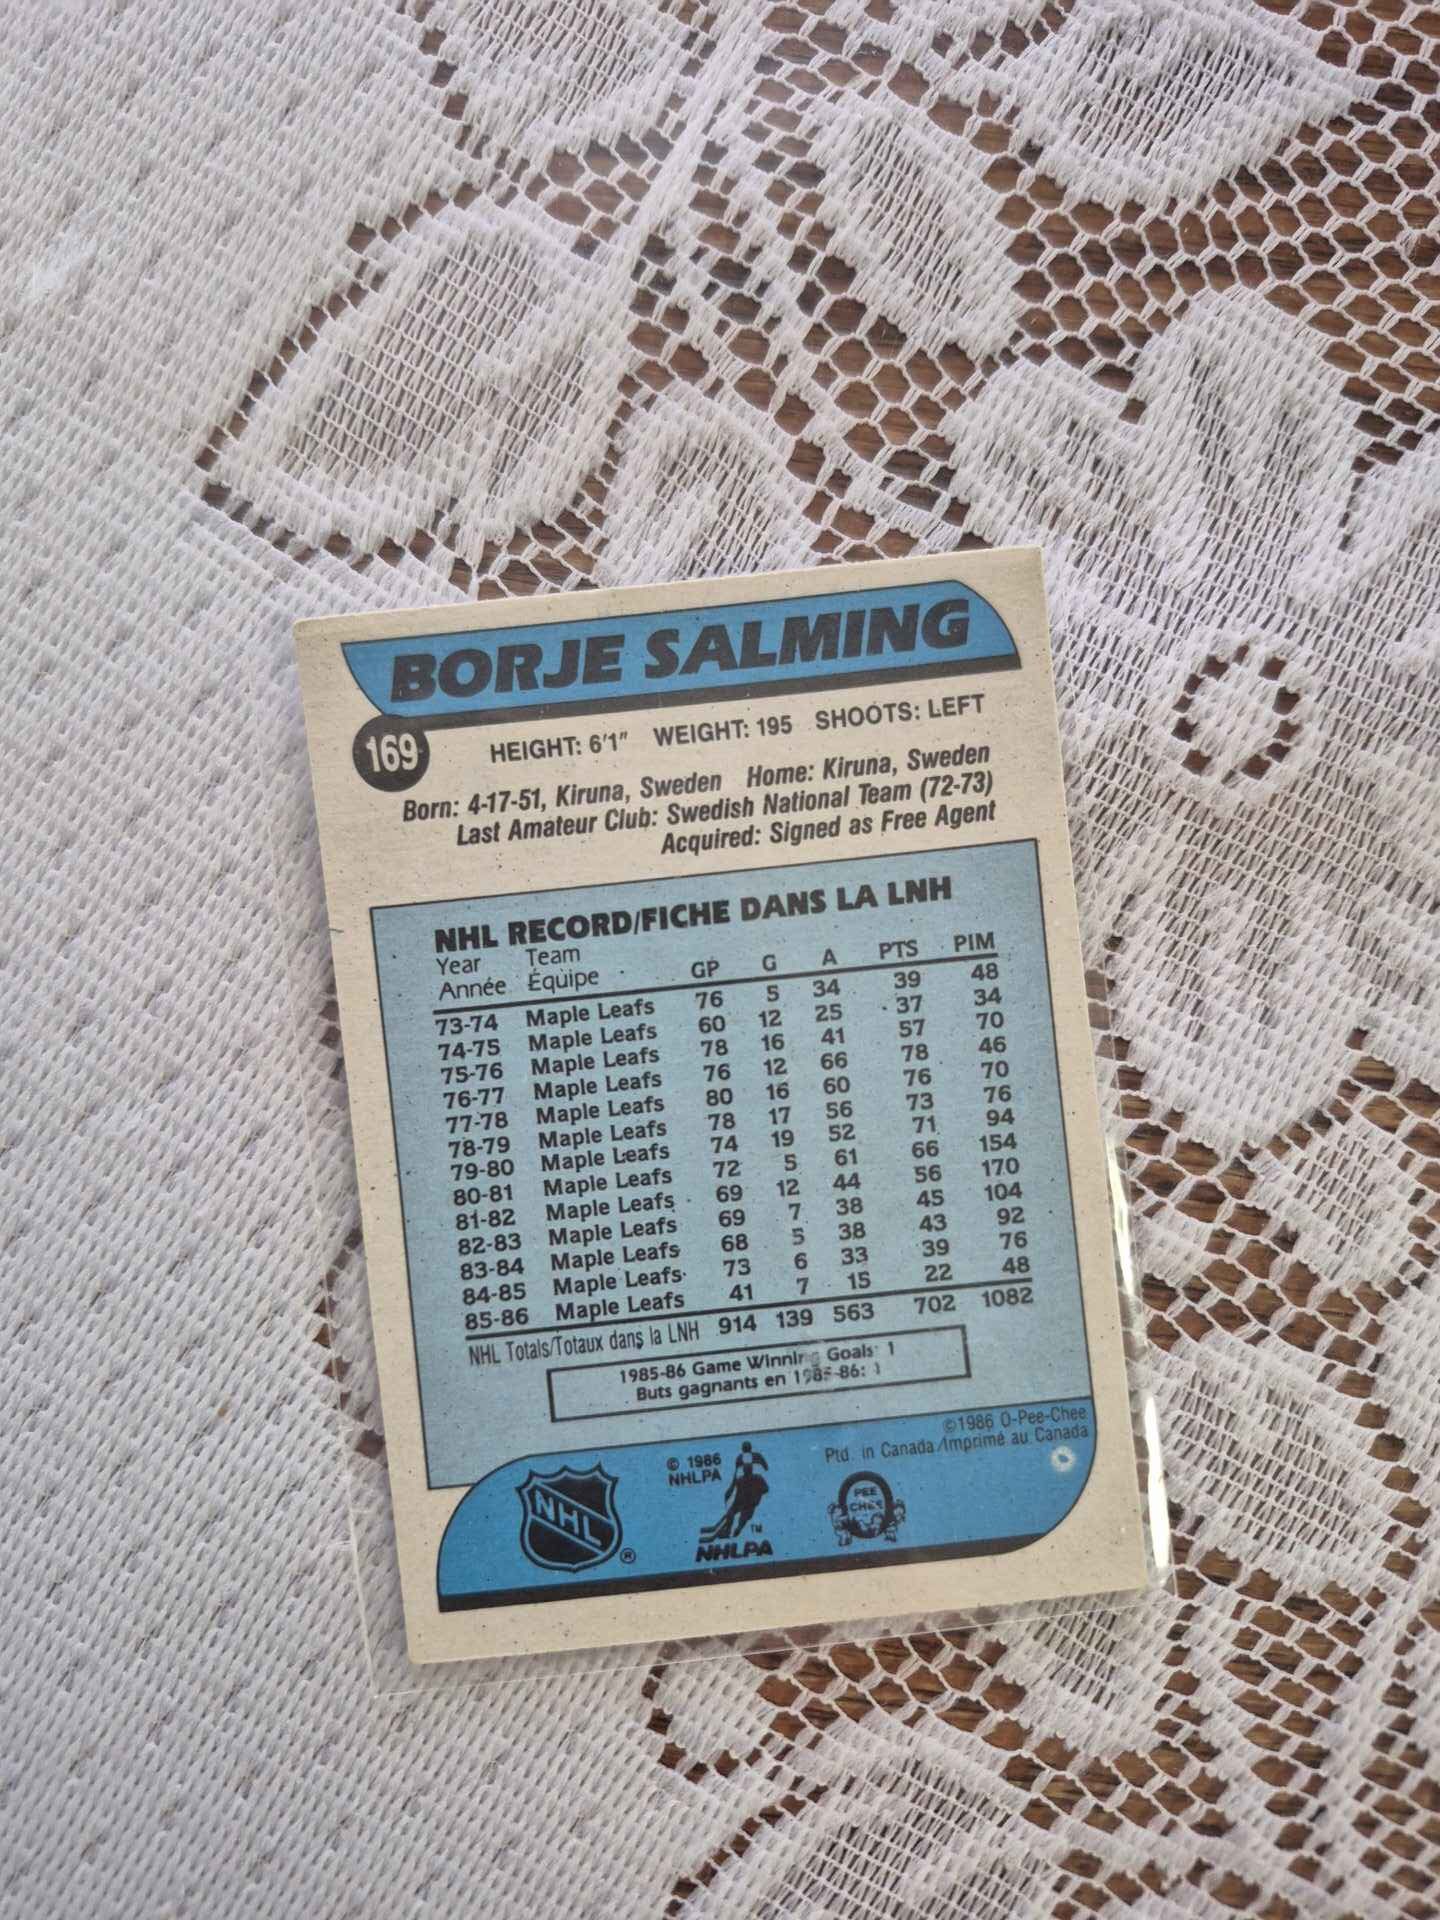 BORJE SALMING
169
HEIGHT: 6'1" WEIGHT: 195 SHOOTS: LEFT
Born: 4-17-51, Kiruna, Sweden Home: Kiruna, Sweden
Last Amateur Club: Swedish National Team (72-73)
Acquired: Signed as Free Agent
NHL RECORD/FICHE DANS LA LNH
Year Team
Année Équipe GP G A PTS PIM
73-74 Maple Leafs 76 5 34 39 48
74-75 Maple Leafs 60 12 25 37 34
75-76 Maple Leafs 78 16 41 57 70
76-77 Maple Leafs 76 12 66 78 46
77-78 Maple Leafs 80 16 60 76 70
78-79 Maple Leafs 78 17 56 73 76
79-80 Maple Leafs 74 19 52 71 94
80-81 Maple Leafs 72 5 61 66 154
81-82 Maple Leafs 69 12 44 56 170
82-83 Maple Leafs 69 7 38 45 104
83-84 Maple Leafs 68 5 38 43 92
84-85 Maple Leafs 73 6 33 39 76
85-86 Maple Leafs 41 7 15 22 48
NHL Totals/Totaux dans la LNH 914 139 563 702 1082
1985-86 Game Winning Goals: 1
Buts gagnants en 1985-86: 1
©1986 O-Pee-Chee
Ptd. in Canada/Imprimé au Canada
© 1986
NHLPA
NHL
®
TM
NHLPA
O
PEE
CHEE